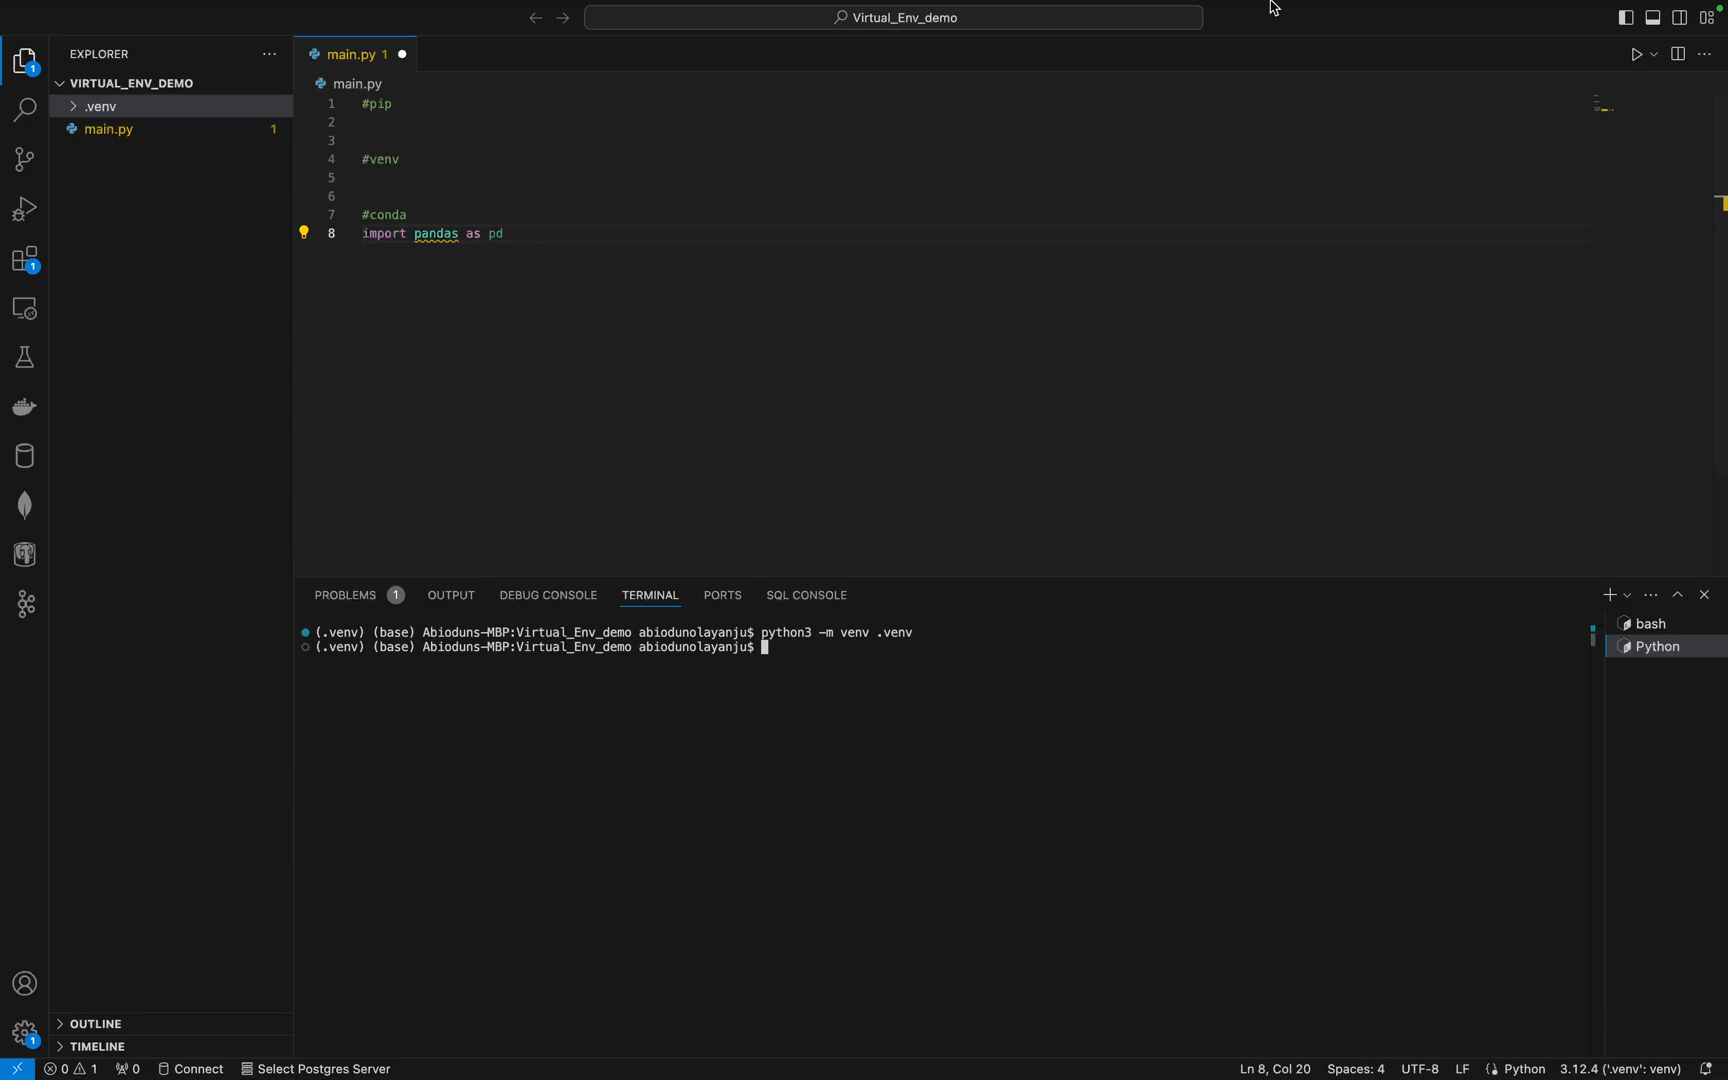 Virtual_Env_demo
EXPLORER
VIRTUAL_ENV_DEMO
.venv
main.py 1
main.py 1
main.py
1 #pip
2
3
4 #venv
5
6
7 #conda
8 import pandas as pd
PROBLEMS 1 OUTPUT DEBUG CONSOLE TERMINAL PORTS SQL CONSOLE
(.venv) (base) Abioduns-MBP:Virtual_Env_demo abiodunolayanju$ python3 -m venv .venv
(.venv) (base) Abioduns-MBP:Virtual_Env_demo abiodunolayanju$
bash
Python
1
1
1
OUTLINE
TIMELINE
0 1 0 Connect Select Postgres Server Ln 8, Col 20 Spaces: 4 UTF-8 LF Python 3.12.4 ('.venv': venv)